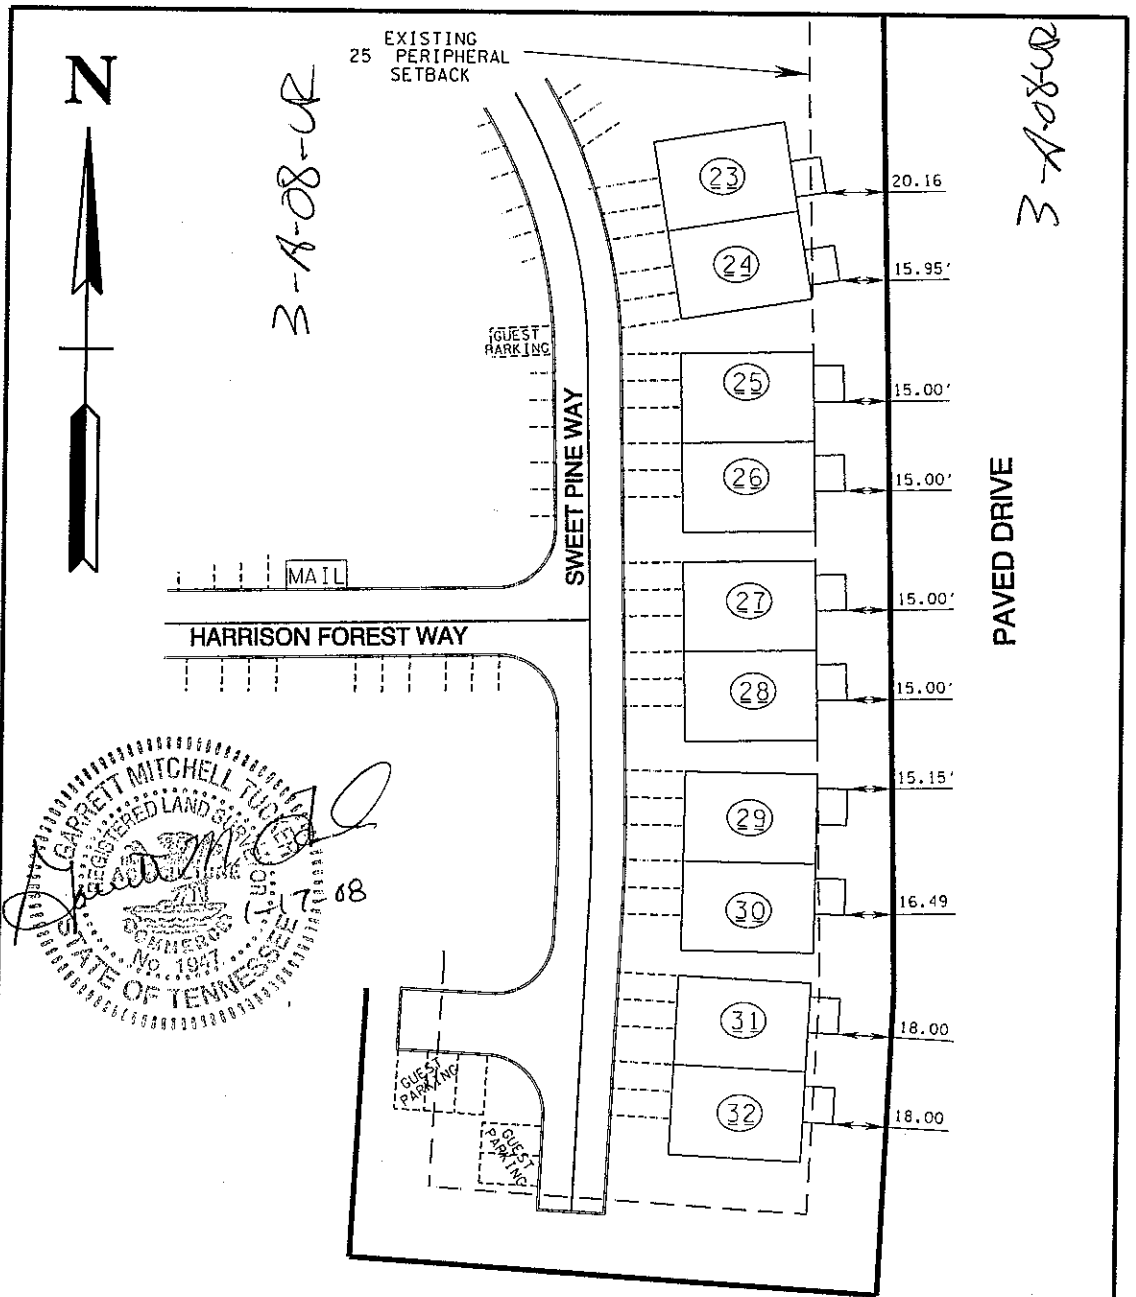 EXISTING
25 PERIPHERAL
SETBACK
N
3-A-08-UR
3-A-08-UR
23
20.16
24
15.95'
GUEST
PARKING
25
15.00'
26
15.00'
SWEET PINE WAY
PAVED DRIVE
MAIL
27
15.00'
HARRISON FOREST WAY
28
15.00'
29
15.15'
30
16.49
31
18.00
32
18.00
GUEST
PARKING
GUEST
PARKING
GARRETT MITCHELL TUCKER
REGISTERED LAND SURVEYOR
AGRICULTURE
COMMERCE
No. 1947
STATE OF TENNESSEE